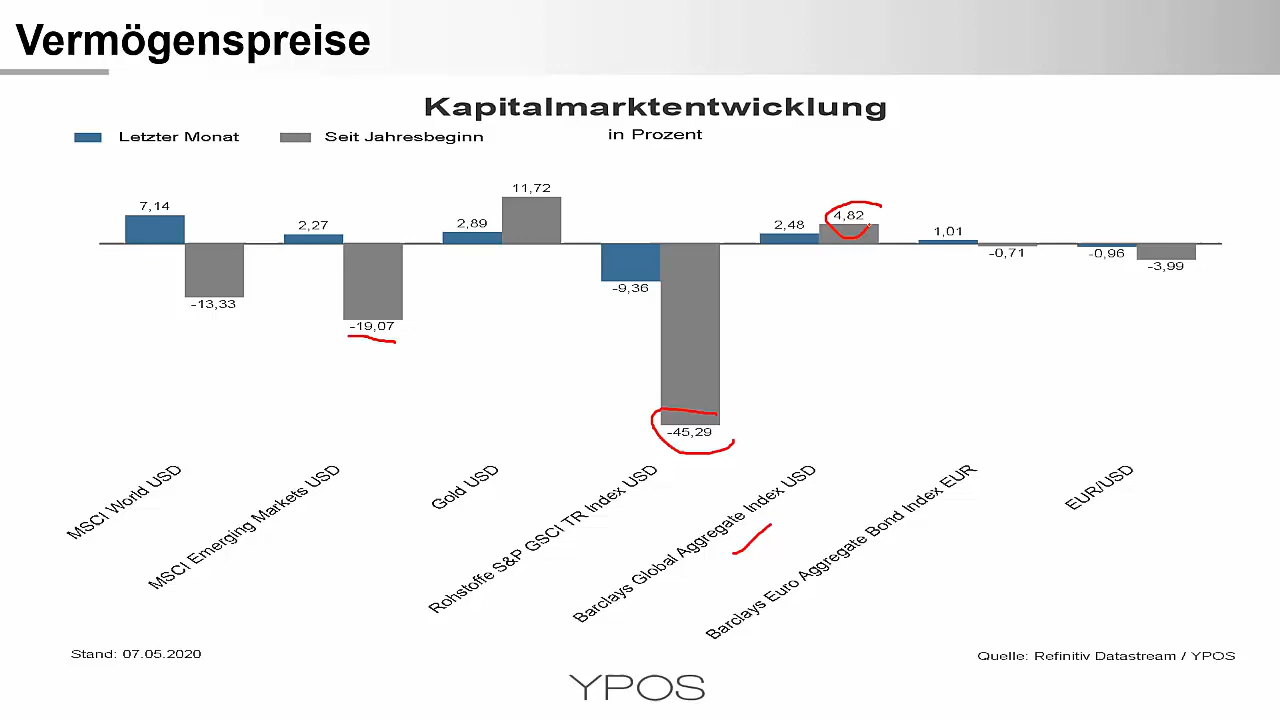 Vermögenspreise
Kapitalmarktentwicklung
in Prozent
Letzter Monat
Seit Jahresbeginn
7,14
-13,33
2,27
-19,07
2,89
11,72
-9,36
-45,29
2,48
4,82
1,01
-0,71
-0,96
-3,99
MSCI World USD
MSCI Emerging Markets USD
Gold USD
Rohstoffe S&P GSCI TR Index USD
Barclays Global Aggregate Index USD
Barclays Euro Aggregate Bond Index EUR
EUR/USD
Stand: 07.05.2020
Quelle: Refinitiv Datastream / YPOS
YPOS